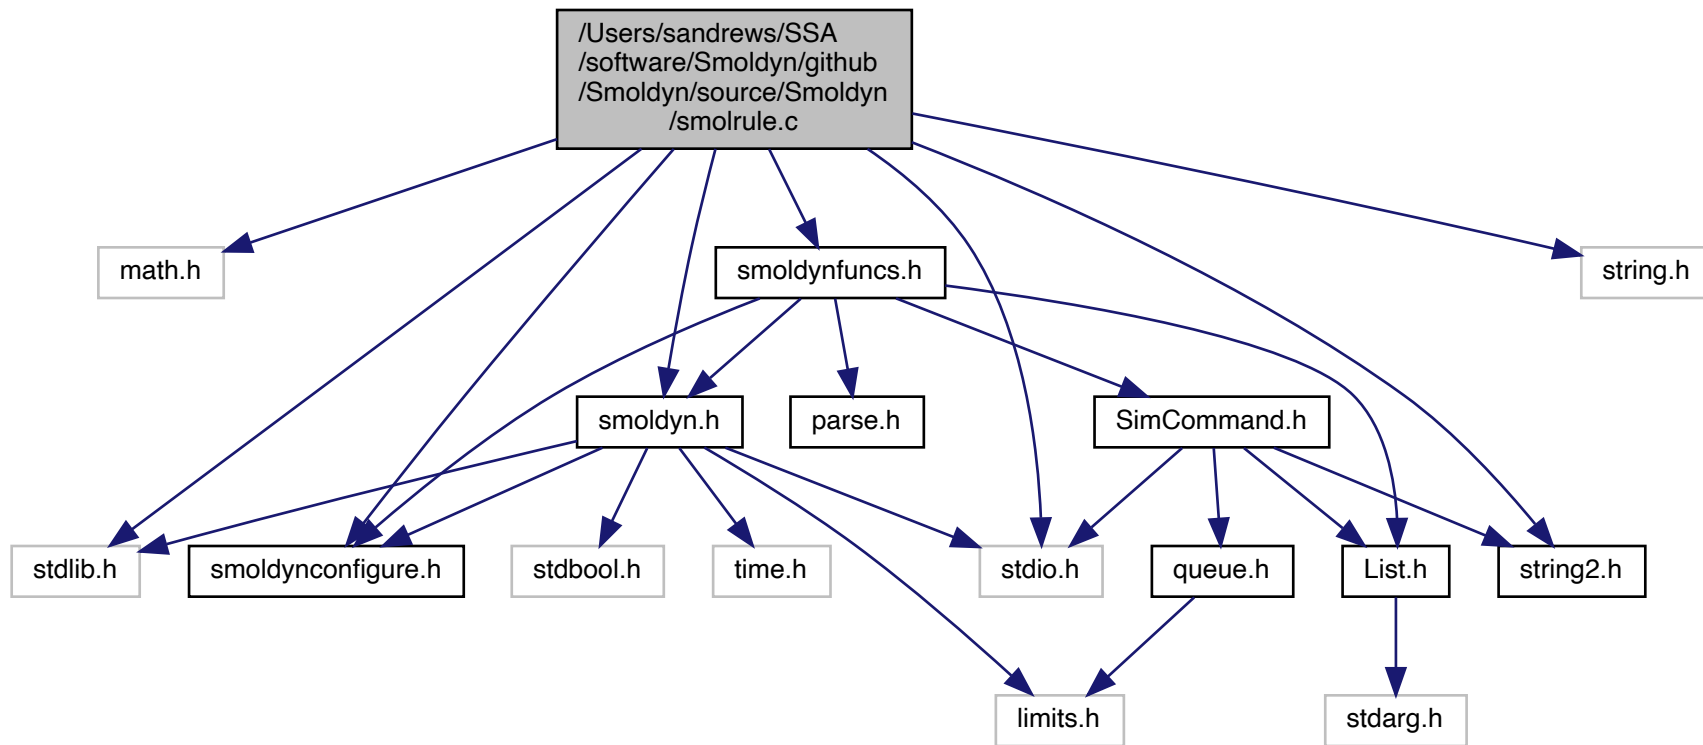 /Users/sandrews/SSA
/software/Smoldyn/github
/Smoldyn/source/Smoldyn
/smolrule.c
math.h
smoldynfuncs.h
string.h
smoldyn.h
parse.h
SimCommand.h
stdlib.h
smoldynconfigure.h
stdbool.h
time.h
stdio.h
queue.h
List.h
string2.h
limits.h
stdarg.h